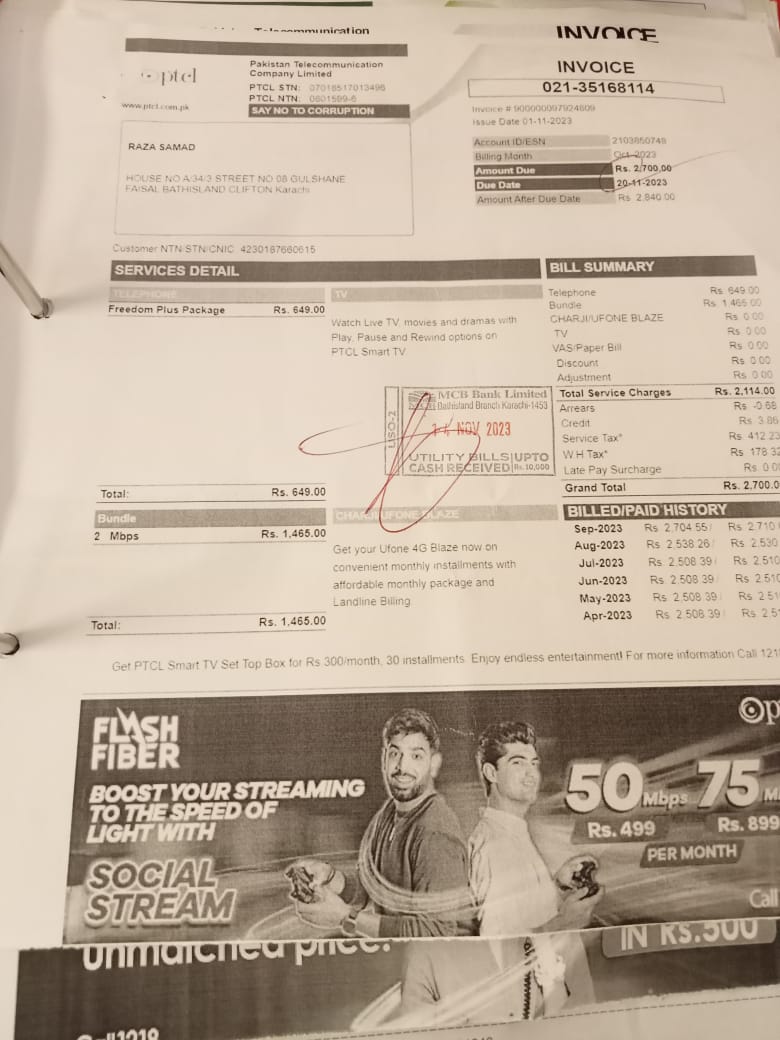 Telecommunication
INVOICE
ptcl
www.ptcl.com.pk
Pakistan Telecommunication
Company Limited
PTCL STN: 0701851701349
PTCL NTN: 0801599-6
SAY NO TO CORRUPTION
INVOICE
021-35168114
Invoice # 900000097924609
Issue Date 01-11-2023
Account ID/ESN 2103850749
Billing Month Oct-2023
Amount Due Rs. 2,700.00
Due Date 20-11-2023
Amount After Due Date Rs 2,840.00
RAZA SAMAD
HOUSE NO A-34/3 STREET NO 08 GULSHANE
FAISAL BATHISLAND CLIFTON Karachi
Customer NTN/STN/CNIC 4230187660615
SERVICES DETAIL
TELEPHONE
Freedom Plus Package Rs. 649.00
Total: Rs. 649.00
Bundle
2 Mbps Rs. 1,465.00
Total: Rs. 1,465.00
TV
Watch Live TV, movies and dramas with
Play, Pause and Rewind options on
PTCL Smart TV
LISO-2
MCB Bank Limited
Bathisland Branch Karachi-1453
14 NOV 2023
UTILITY BILLS UPTO
CASH RECEIVED Rs.10,000
CHARJI/UFONE BLAZE
Get your Ufone 4G Blaze now on
convenient monthly installments with
affordable monthly package and
Landline Billing
BILL SUMMARY
Telephone Rs 649.00
Bundle Rs 1,465.00
CHARJI/UFONE BLAZE Rs 0.00
TV Rs 0.00
VAS/Paper Bill Rs 0.00
Discount Rs 0.00
Adjustment Rs 0.00
Total Service Charges Rs. 2,114.00
Arrears Rs -0.68
Credit Rs 3.86
Service Tax* Rs 412.23
W H Tax* Rs 178.32
Late Pay Surcharge Rs 0.0
Grand Total Rs. 2,700.0
BILLED/PAID HISTORY
Sep-2023 Rs 2,704.55/ Rs 2,710
Aug-2023 Rs 2,538.26/ Rs 2,530
Jul-2023 Rs 2,508.39/ Rs 2,510
Jun-2023 Rs 2,508.39/ Rs 2,510
May-2023 Rs 2,508.39/ Rs 2,51
Apr-2023 Rs 2,508.39/ Rs 2,5
Get PTCL Smart TV Set Top Box for Rs 300/month, 30 installments. Enjoy endless entertainment! For more information Call 121
FLASH
FIBER
BOOST YOUR STREAMING
TO THE SPEED OF
LIGHT WITH
SOCIAL
STREAM
50 Mbps 75 M
Rs. 499 Rs. 899
PER MONTH
Call
unmatched price.
IN Rs.500
Call 1218